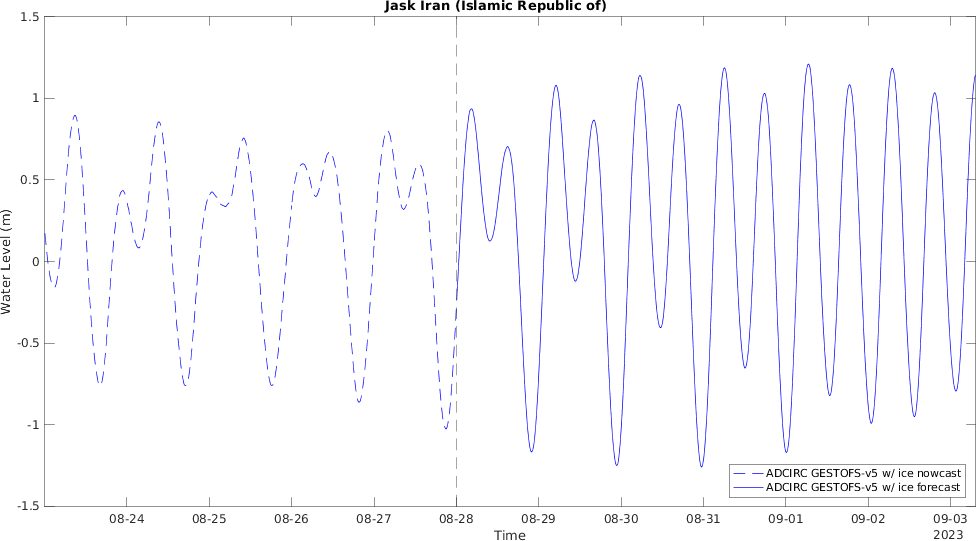 Jask Iran (Islamic Republic of)
1.5
1
0.5
0
-0.5
-1
-1.5
Water Level (m)
ADCIRC GESTOFS-v5 w/ ice nowcast
ADCIRC GESTOFS-v5 w/ ice forecast
08-24 08-25 08-26 08-27 08-28 08-29 08-30 08-31 09-01 09-02 09-03
Time
2023